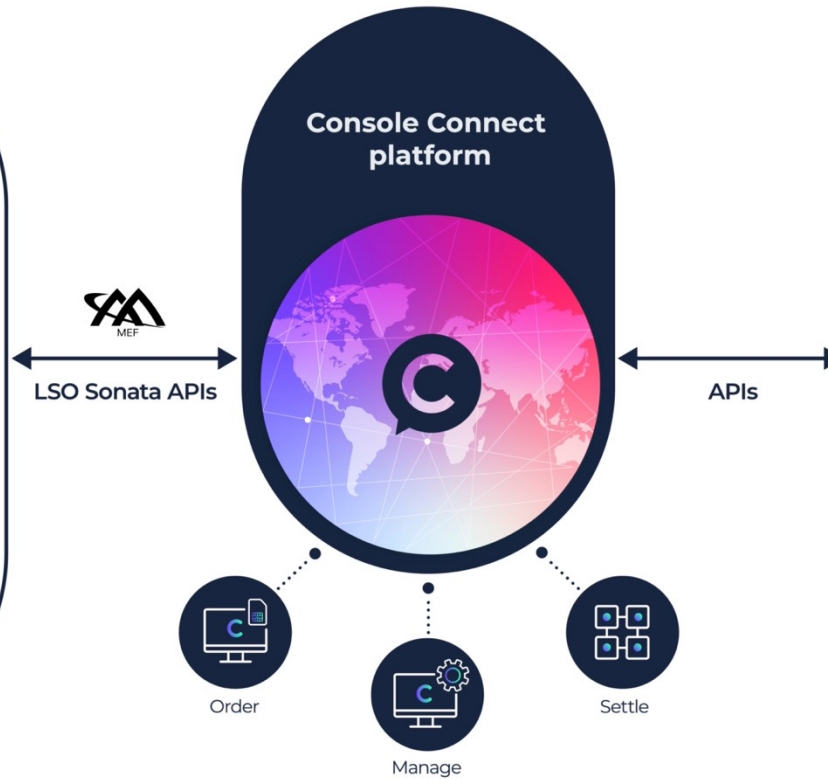 Console Connect
platform
MEF
LSO Sonata APIs
APIs
Order
Manage
Settle